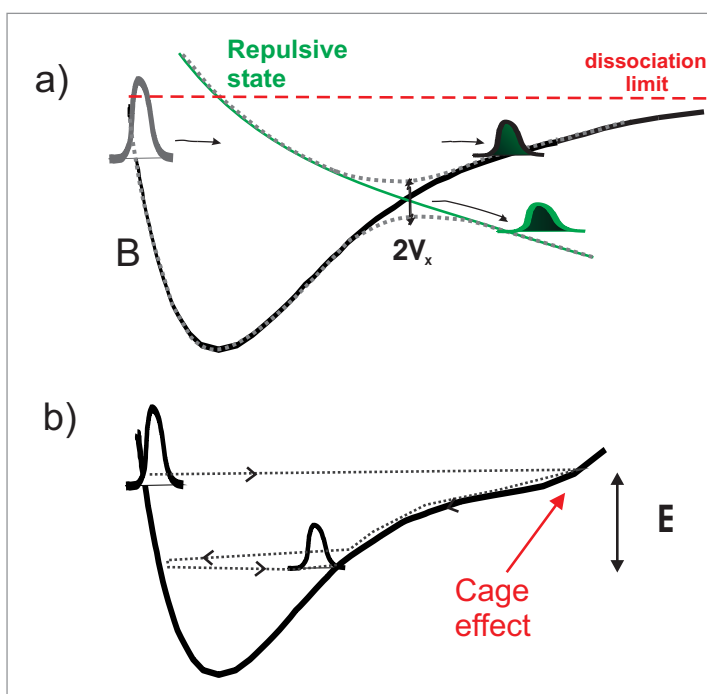 a)
Repulsive
state
dissociation
limit
B
2Vₓ
b)
E
Cage
effect